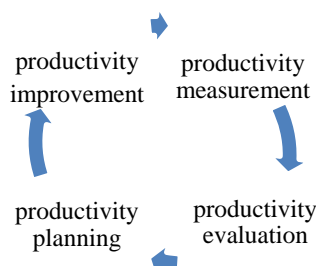 productivity
improvement
productivity
measurement
productivity
evaluation
productivity
planning